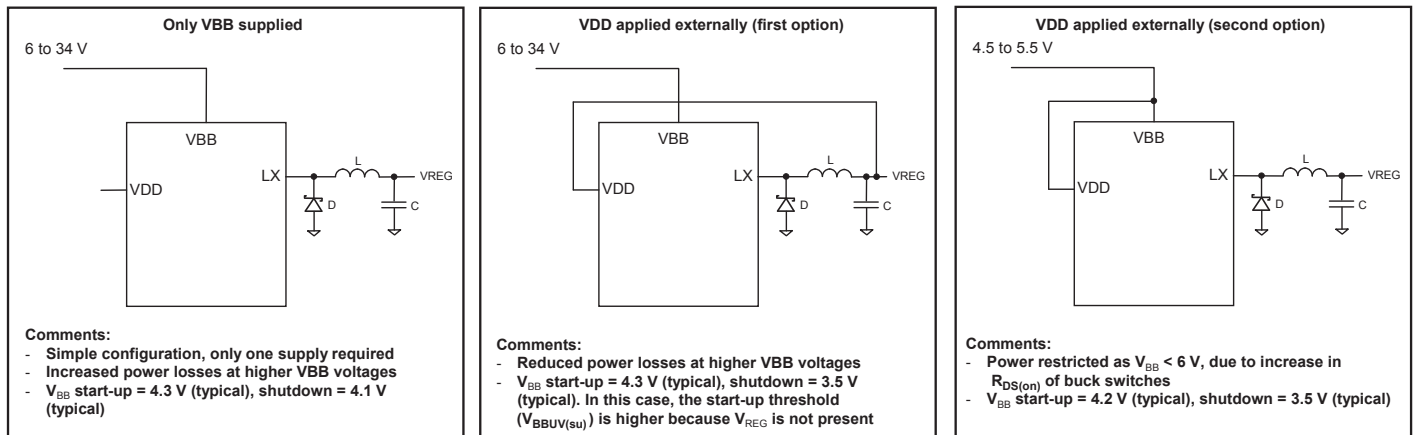 Only VBB supplied
6 to 34 V
VBB
VDD
LX
L
VREG
D
C
Comments:
- Simple configuration, only one supply required
- Increased power losses at higher VBB voltages
- VBB start-up = 4.3 V (typical), shutdown = 4.1 V
(typical)
VDD applied externally (first option)
6 to 34 V
VBB
VDD
LX
L
VREG
D
C
Comments:
- Reduced power losses at higher VBB voltages
- VBB start-up = 4.3 V (typical), shutdown = 3.5 V
(typical). In this case, the start-up threshold
(VBBUV(su)) is higher because VREG is not present
VDD applied externally (second option)
4.5 to 5.5 V
VBB
VDD
LX
L
VREG
D
C
Comments:
- Power restricted as VBB < 6 V, due to increase in
RDS(on) of buck switches
- VBB start-up = 4.2 V (typical), shutdown = 3.5 V (typical)